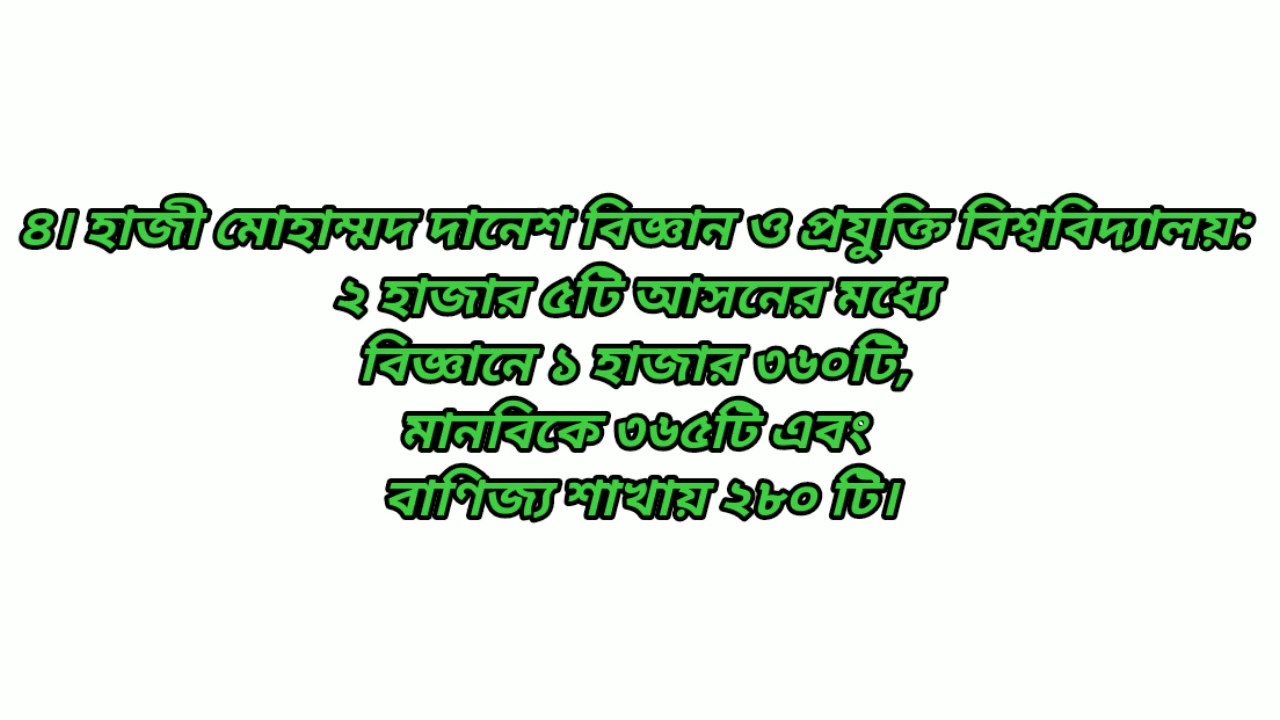 ৪। হাজী মোহাম্মদ দানেশ বিজ্ঞান ও প্রযুক্তি বিশ্ববিদ্যালয়:
২ হাজার ৫টি আসনের মধ্যে
বিজ্ঞানে ১ হাজার ৩৬০টি,
মানবিকে ৩৬৫টি এবং
বাণিজ্য শাখায় ২৮০ টি।